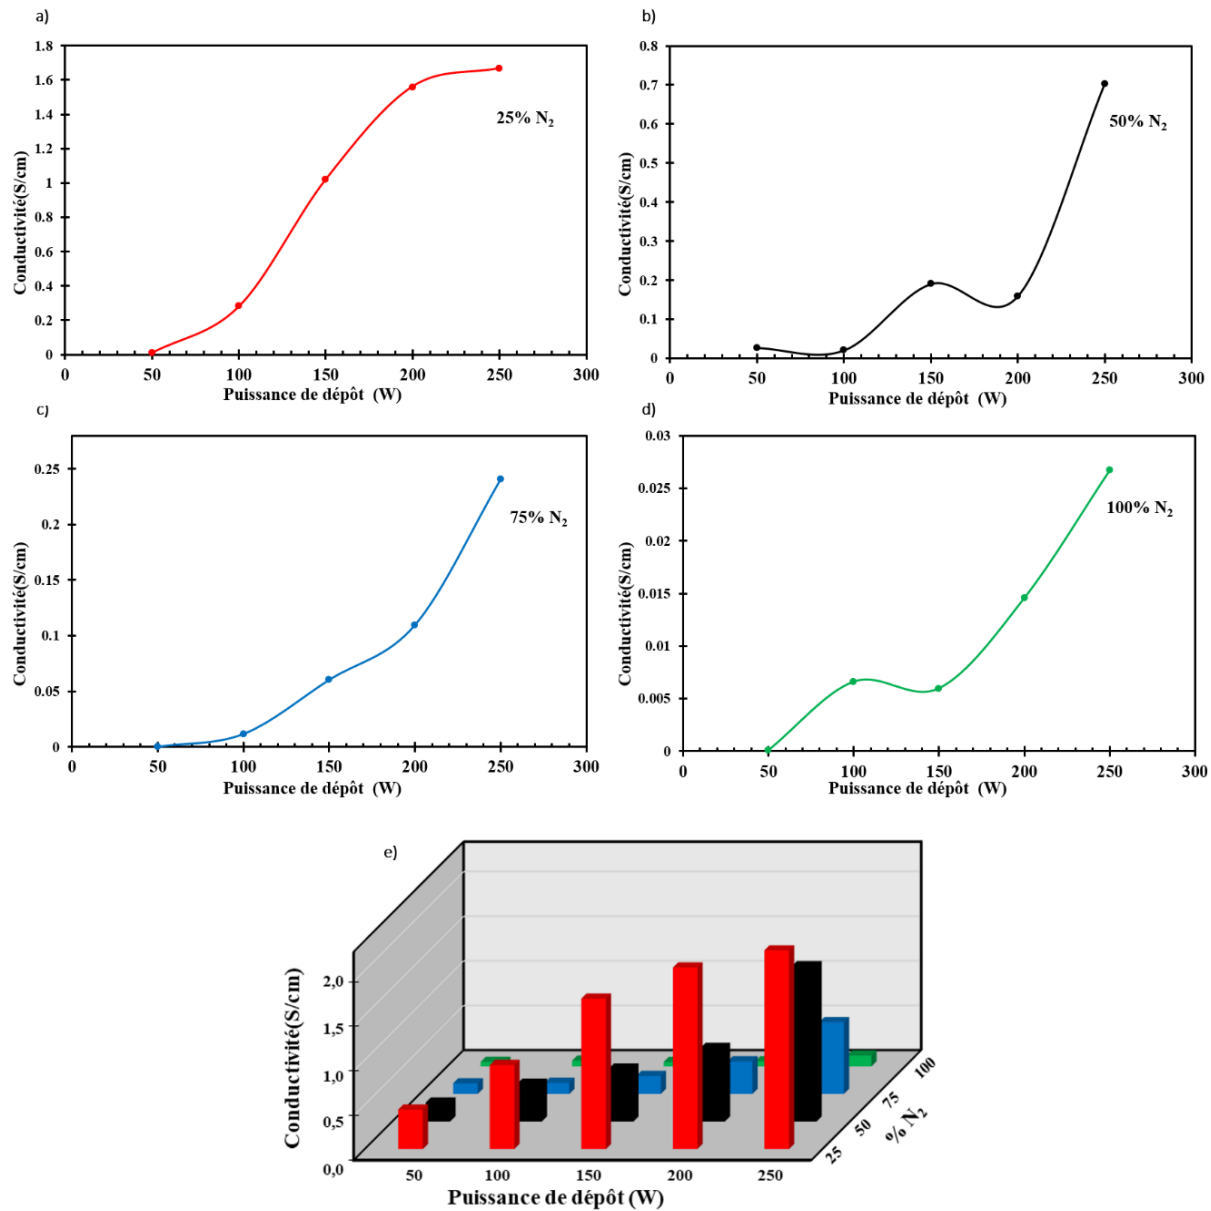 a)
1.8
1.6
1.4
1.2
1
0.8
0.6
0.4
0.2
0
Conductivité(S/cm)
25% N₂
0 50 100 150 200 250 300
Puissance de dépôt (W)
b)
0.8
0.7
0.6
0.5
0.4
0.3
0.2
0.1
0
Conductivité(S/cm)
50% N₂
0 50 100 150 200 250 300
Puissance de dépôt (W)
c)
0.25
0.2
0.15
0.1
0.05
0
Conductivité(S/cm)
75% N₂
0 50 100 150 200 250 300
Puissance de dépôt (W)
d)
0.03
0.025
0.02
0.015
0.01
0.005
0
Conductivité(S/cm)
100% N₂
0 50 100 150 200 250 300
Puissance de dépôt (W)
e)
2,0
1,5
1,0
0,5
0,0
Conductivité(S/cm)
50 100 150 200 250
Puissance de dépôt (W)
25 50 75 100
% N₂